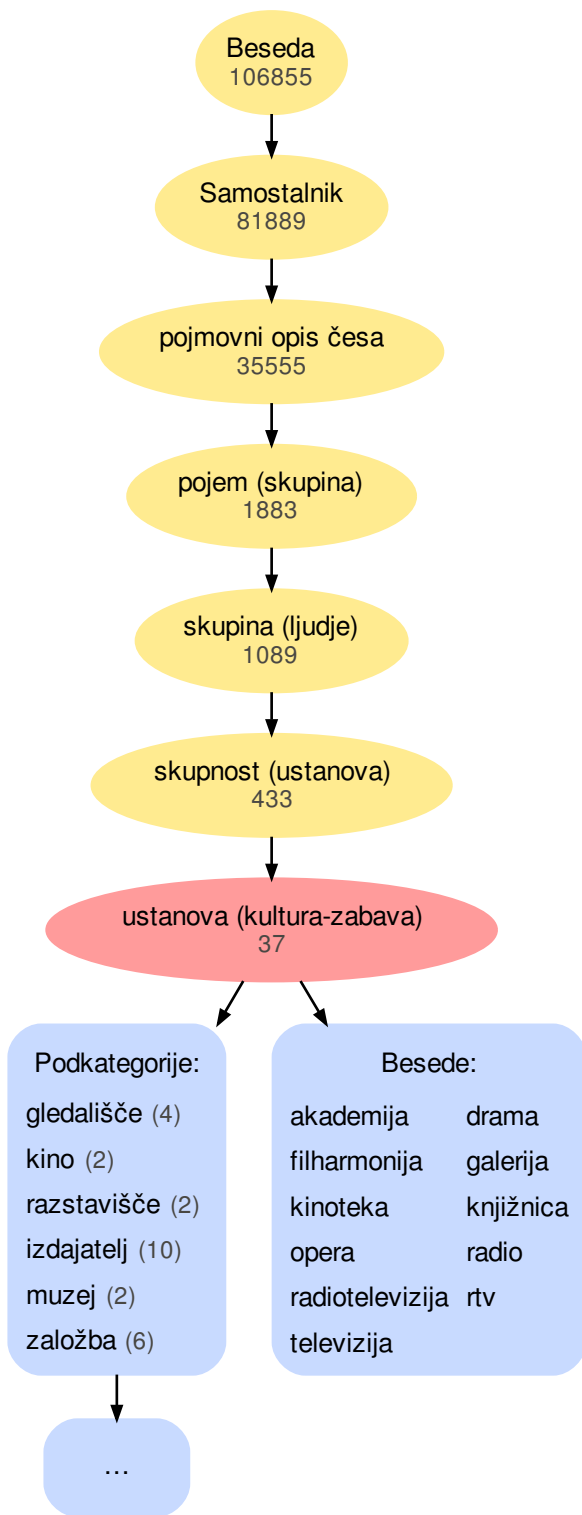 Beseda
106855
Samostalnik
81889
pojmovni opis česa
35555
pojem (skupina)
1883
skupina (ljudje)
1089
skupnost (ustanova)
433
ustanova (kultura-zabava)
37
Podkategorije:
gledališče (4)
kino (2)
razstavišče (2)
izdajatelj (10)
muzej (2)
založba (6)
...
Besede:
akademija drama
filharmonija galerija
kinoteka knjižnica
opera radio
radiotelevizija rtv
televizija